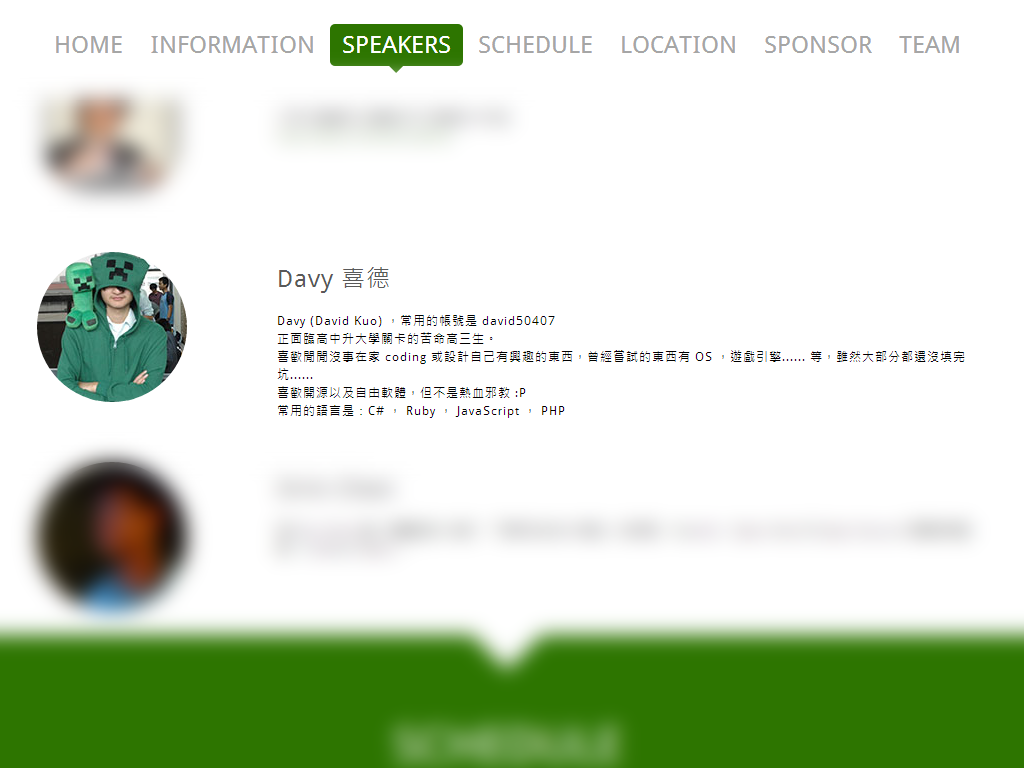 HOME INFORMATION SPEAKERS SCHEDULE LOCATION SPONSOR TEAM
Davy 喜德
Davy (David Kuo) ，常用的帳號是 david50407
正面臨高中升大學關卡的苦命高三生。
喜歡閒閒沒事在家 coding 或設計自己有興趣的東西，曾經嘗試的東西有 OS ，遊戲引擎...... 等，雖然大部分都還沒填完
坑......
喜歡開源以及自由軟體，但不是熱血邪教 :P
常用的語言是：C# ， Ruby ， JavaScript ， PHP
SCHEDULE